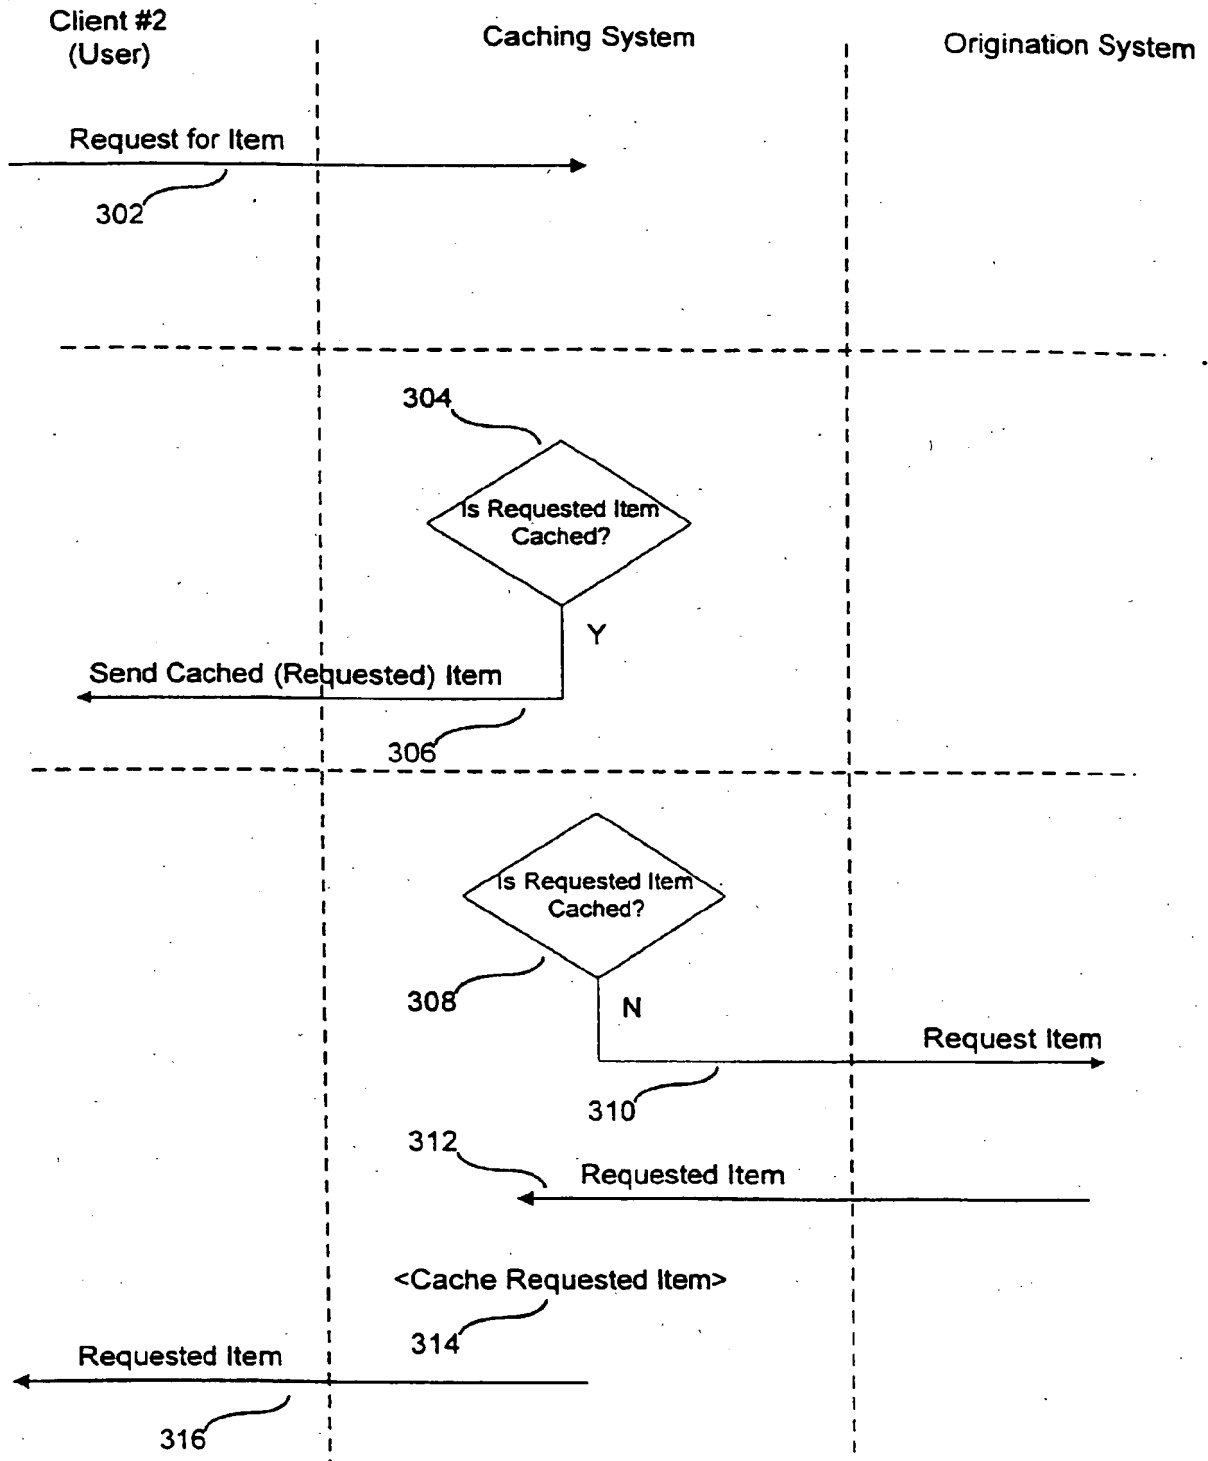 Client #2
(User)
Caching System
Origination System
Request for Item
302
304
Is Requested Item
Cached?
Y
Send Cached (Requested) Item
306
Is Requested Item
Cached?
308
N
Request Item
310
312
Requested Item
<Cache Requested Item>
314
Requested Item
316